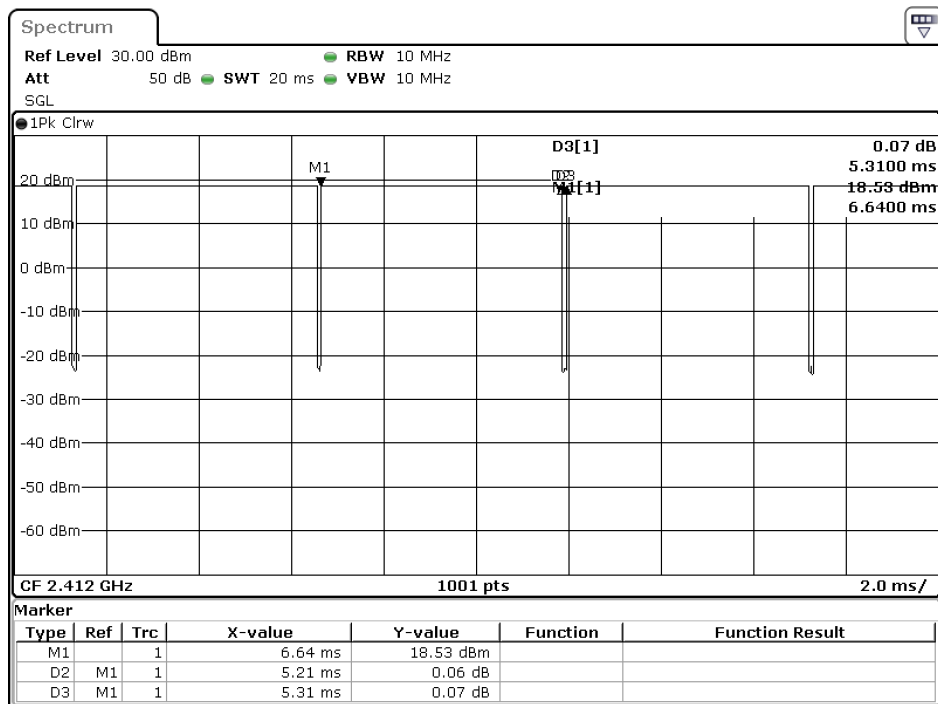 Spectrum
Ref Level 30.00 dBm RBW 10 MHz
Att 50 dB SWT 20 ms VBW 10 MHz
SGL
1Pk Clrw
D3[1] 0.07 dB
5.3100 ms
M1[1] 18.53 dBm
6.6400 ms
M1
D2
D3
20 dBm
10 dBm
0 dBm
-10 dBm
-20 dBm
-30 dBm
-40 dBm
-50 dBm
-60 dBm
CF 2.412 GHz 1001 pts 2.0 ms/
Marker
Type Ref Trc X-value Y-value Function Function Result
M1 1 6.64 ms 18.53 dBm
D2 M1 1 5.21 ms 0.06 dB
D3 M1 1 5.31 ms 0.07 dB